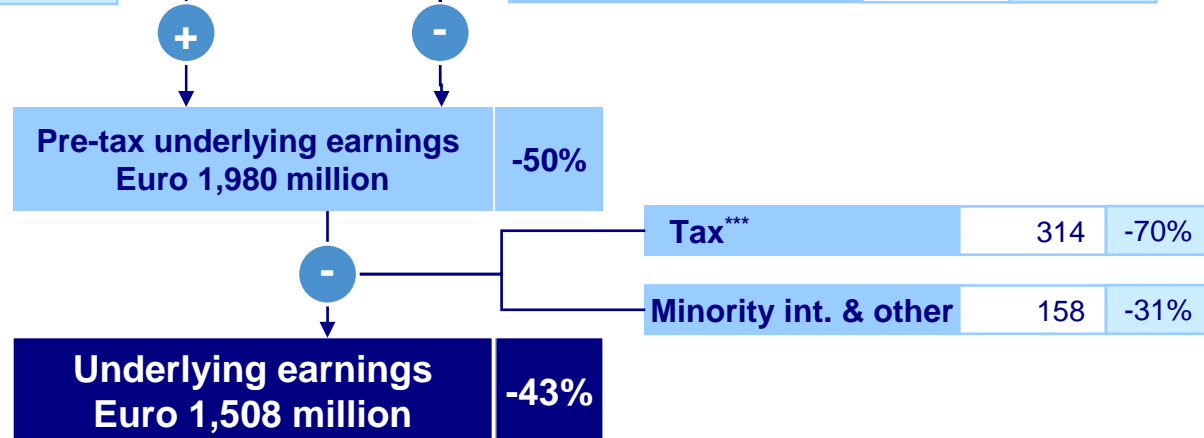 +
-
Pre-tax underlying earnings
Euro 1,980 million
-50%
Tax***
314
-70%
-
Minority int. & other
158
-31%
Underlying earnings
Euro 1,508 million
-43%